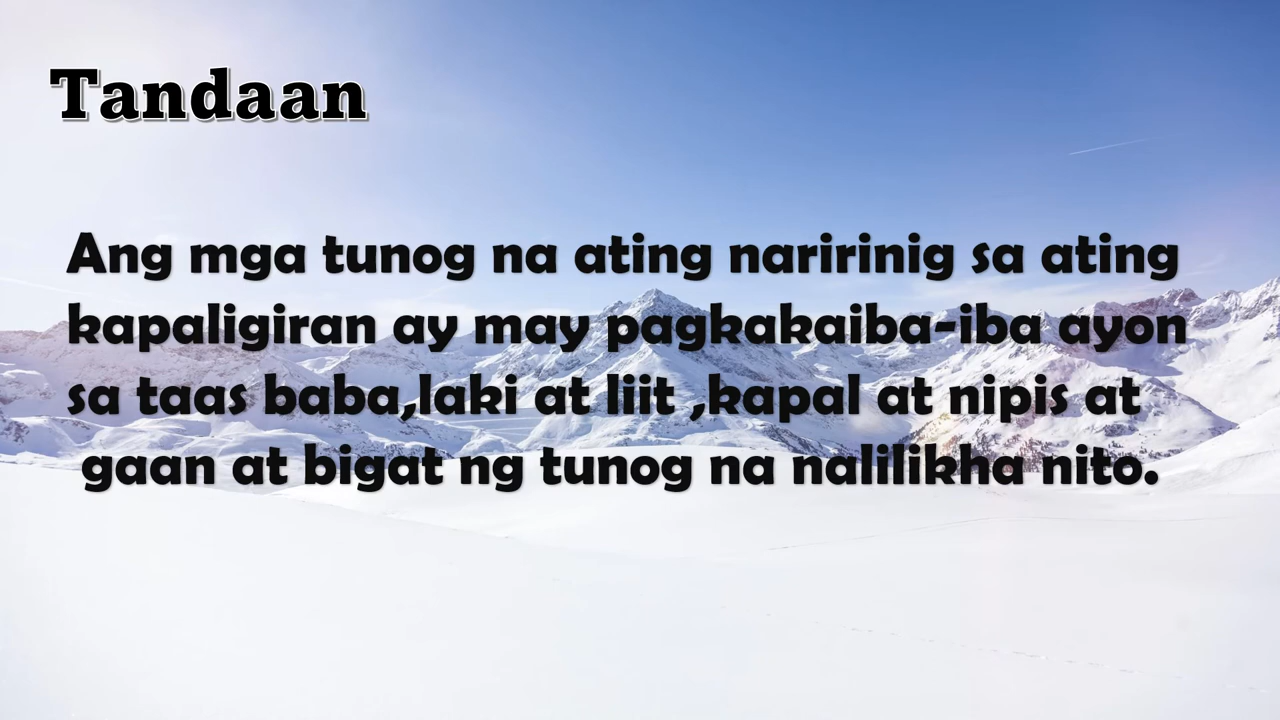 Tandaan
Ang mga tunog na ating naririnig sa ating
kapaligiran ay may pagkakaiba-iba ayon
sa taas baba,laki at liit ,kapal at nipis at
gaan at bigat ng tunog na nalilikha nito.